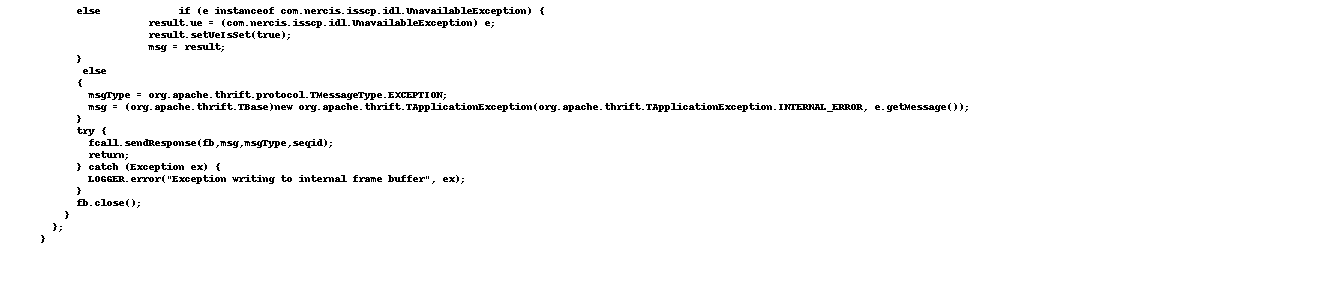 else            if (e instanceof com.nercis.isscp.idl.UnavailableException) {
            result.ue = (com.nercis.isscp.idl.UnavailableException) e;
            result.setUeIsSet(true);
            msg = result;
}
 else
{
  msgType = org.apache.thrift.protocol.TMessageType.EXCEPTION;
  msg = (org.apache.thrift.TBase)new org.apache.thrift.TApplicationException(org.apache.thrift.TApplicationException.INTERNAL_ERROR, e.getMessage());
}
try {
  fcall.sendResponse(fb,msg,msgType,seqid);
  return;
} catch (Exception ex) {
  LOGGER.error("Exception writing to internal frame buffer", ex);
}
fb.close();
}
};
}